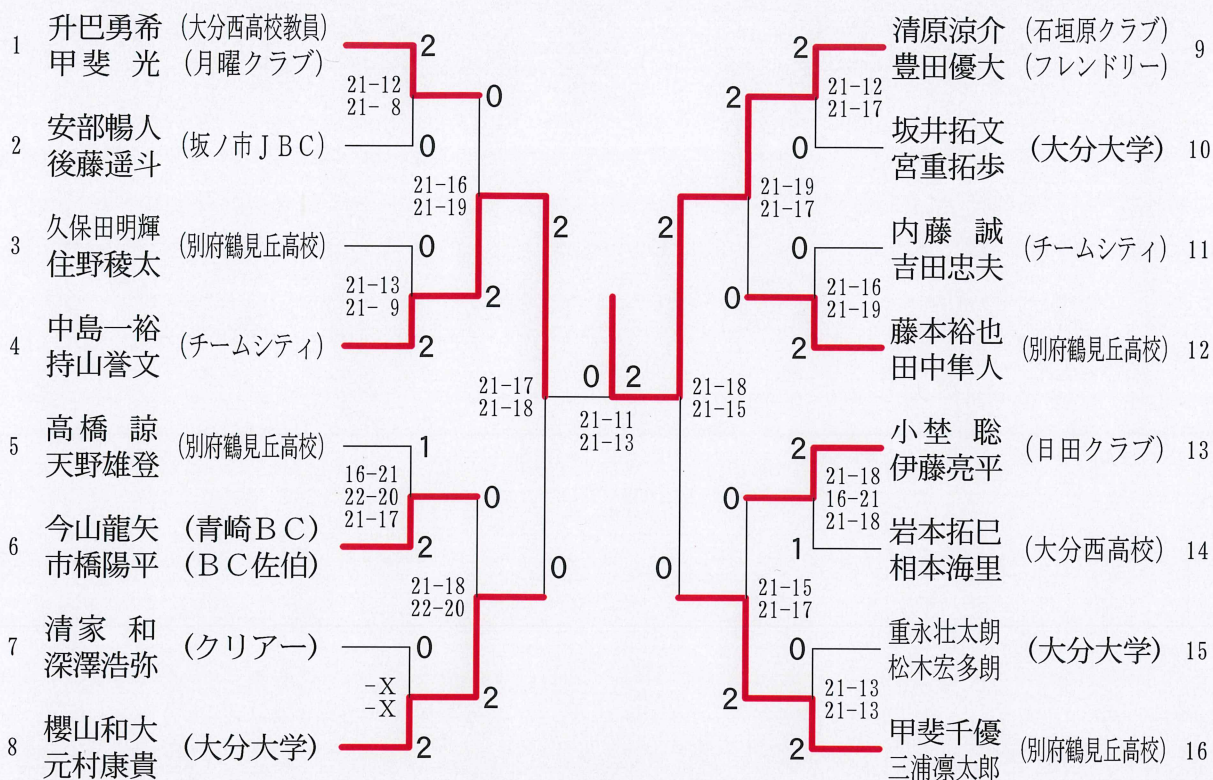 1
升巴勇希 (大分西高校教員)
甲斐 光 (月曜クラブ)
2
21-12
21- 8
0
2
安部暢人
後藤遥斗
(坂ノ市JBC)
0
21-16
21-19
2
3
久保田明輝
住野稜太
(別府鶴見丘高校)
0
21-13
21- 9
2
4
中島一裕
持山誉文
(チームシティ)
2
21-17
21-18
5
高橋 諒
天野雄登
(別府鶴見丘高校)
1
16-21
22-20
21-17
0
6
今山龍矢 (青崎BC)
市橋陽平 (BC佐伯)
2
21-18
22-20
0
7
清家 和
深澤浩弥
(クリアー)
0
-X
-X
2
8
櫻山和大
元村康貴
(大分大学)
2
0 2
21-11
21-13
清原涼介 (石垣原クラブ)
豊田優大 (フレンドリー)
9
2
21-12
21-17
2
坂井拓文
宮重拓歩
(大分大学)
10
0
21-19
21-17
2
内藤 誠
吉田忠夫
(チームシティ)
11
0
21-16
21-19
0
藤本裕也
田中隼人
(別府鶴見丘高校)
12
2
21-18
21-15
小埜 聡
伊藤亮平
(日田クラブ)
13
2
21-18
16-21
21-18
0
岩本拓巳
相本海里
(大分西高校)
14
1
0
21-15
21-17
重永壮太朗
松木宏多朗
(大分大学)
15
0
21-13
21-13
2
甲斐千優
三浦凛太郎
(別府鶴見丘高校)
16
2